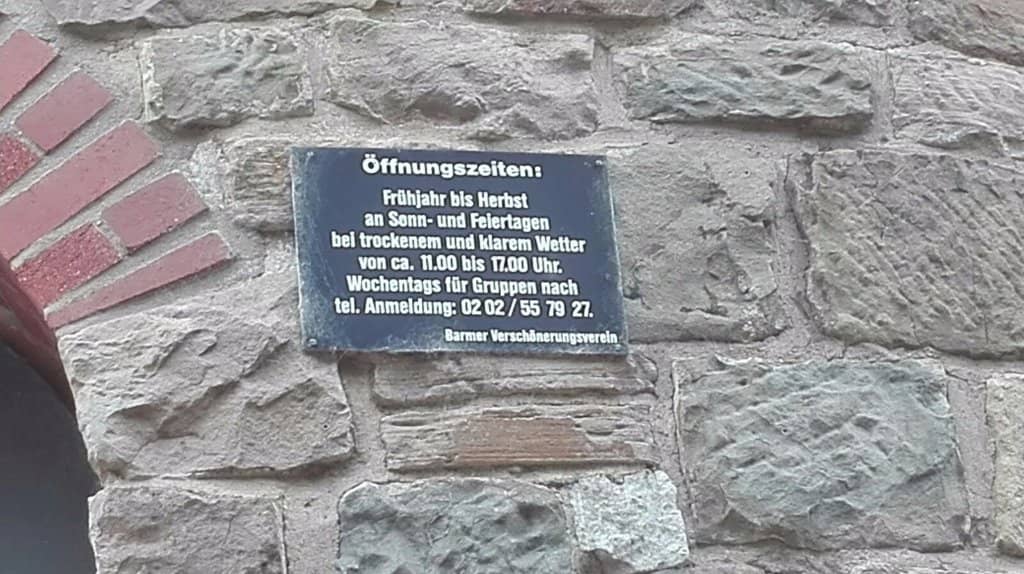 Öffnungszeiten:
Frühjahr bis Herbst
an Sonn- und Feiertagen
bei trockenem und klarem Wetter
von ca. 11.00 bis 17.00 Uhr.
Wochentags für Gruppen nach
tel. Anmeldung: 02 02 / 55 79 27.
Barmer Verschönerungsverein